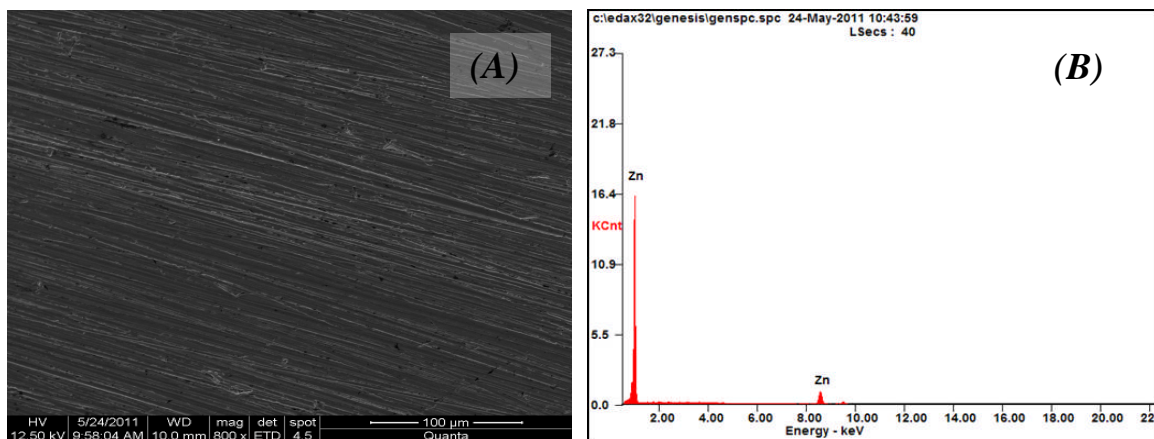 (A)
HV 5/24/2011 WD mag det spot 100 µm
12.50 kV 9:58:04 AM 10.0 mm 800 x ETD 4.5 Quanta
c:\edax32\genesis\genspc.spc 24-May-2011 10:43:59
LSecs : 40
27.3
(B)
21.8
Zn
16.4
KCnt
10.9
5.5
Zn
0.0
2.00 4.00 6.00 8.00 10.00 12.00 14.00 16.00 18.00 20.00
Energy - keV